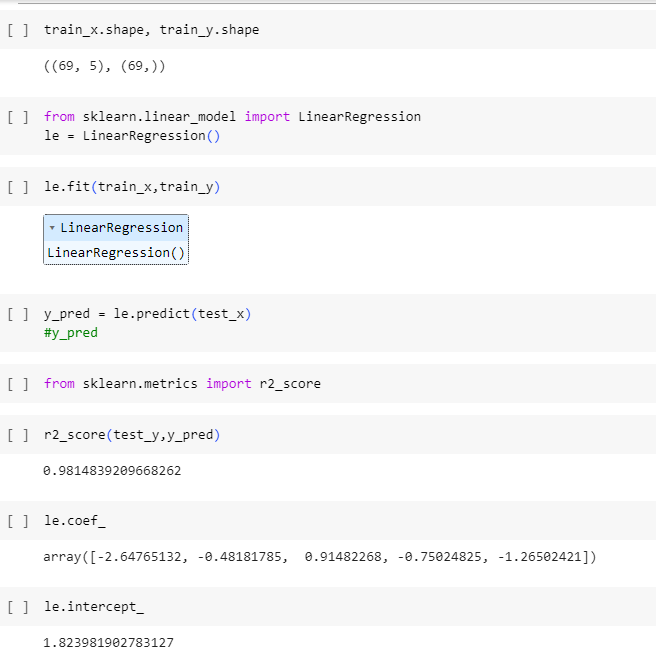 [ ] train_x.shape, train_y.shape
((69, 5), (69,))
[ ] from sklearn.linear_model import LinearRegression
le = LinearRegression()
[ ] le.fit(train_x,train_y)
▾ LinearRegression
LinearRegression()
[ ] y_pred = le.predict(test_x)
#y_pred
[ ] from sklearn.metrics import r2_score
[ ] r2_score(test_y,y_pred)
0.9814839209668262
[ ] le.coef_
array([-2.64765132, -0.48181785,  0.91482268, -0.75024825, -1.26502421])
[ ] le.intercept_
1.823981902783127